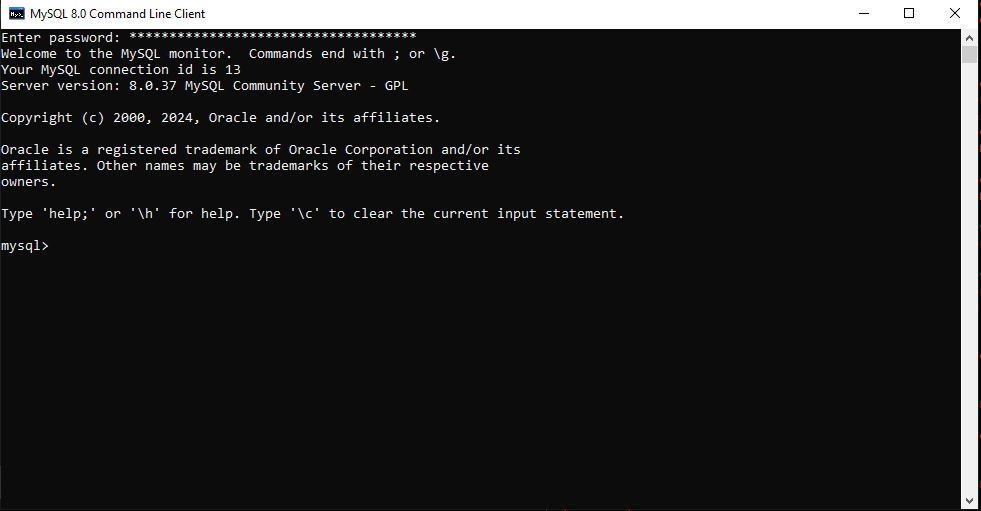 MySQL 8.0 Command Line Client
Enter password: ************************************
Welcome to the MySQL monitor.  Commands end with ; or \g.
Your MySQL connection id is 13
Server version: 8.0.37 MySQL Community Server - GPL
Copyright (c) 2000, 2024, Oracle and/or its affiliates.
Oracle is a registered trademark of Oracle Corporation and/or its
affiliates. Other names may be trademarks of their respective
owners.
Type 'help;' or '\h' for help. Type '\c' to clear the current input statement.
mysql>